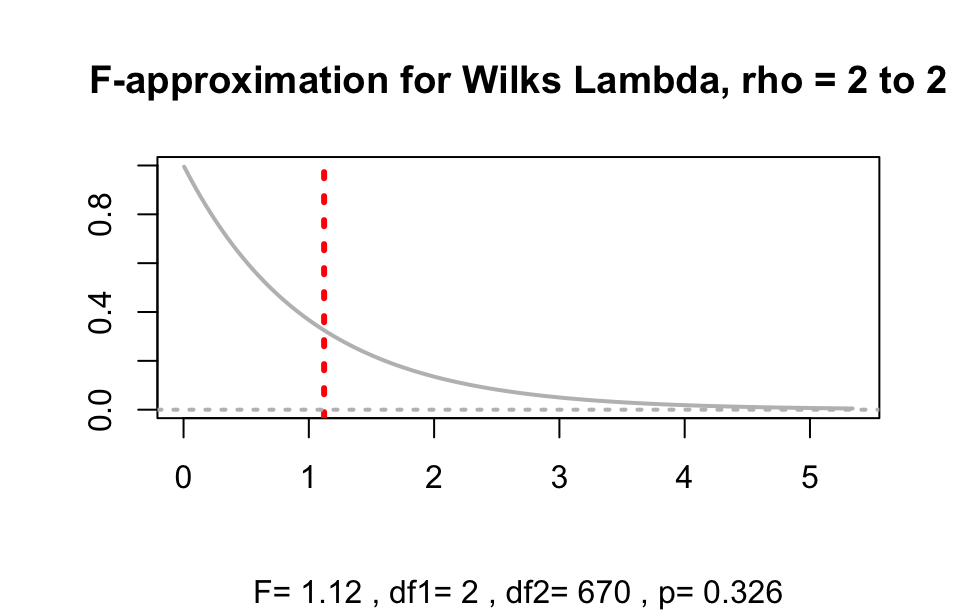 F-approximation for Wilks Lambda, rho = 2 to 2
0.8
0.4
0.0
0 1 2 3 4 5
F= 1.12 , df1= 2 , df2= 670 , p= 0.326